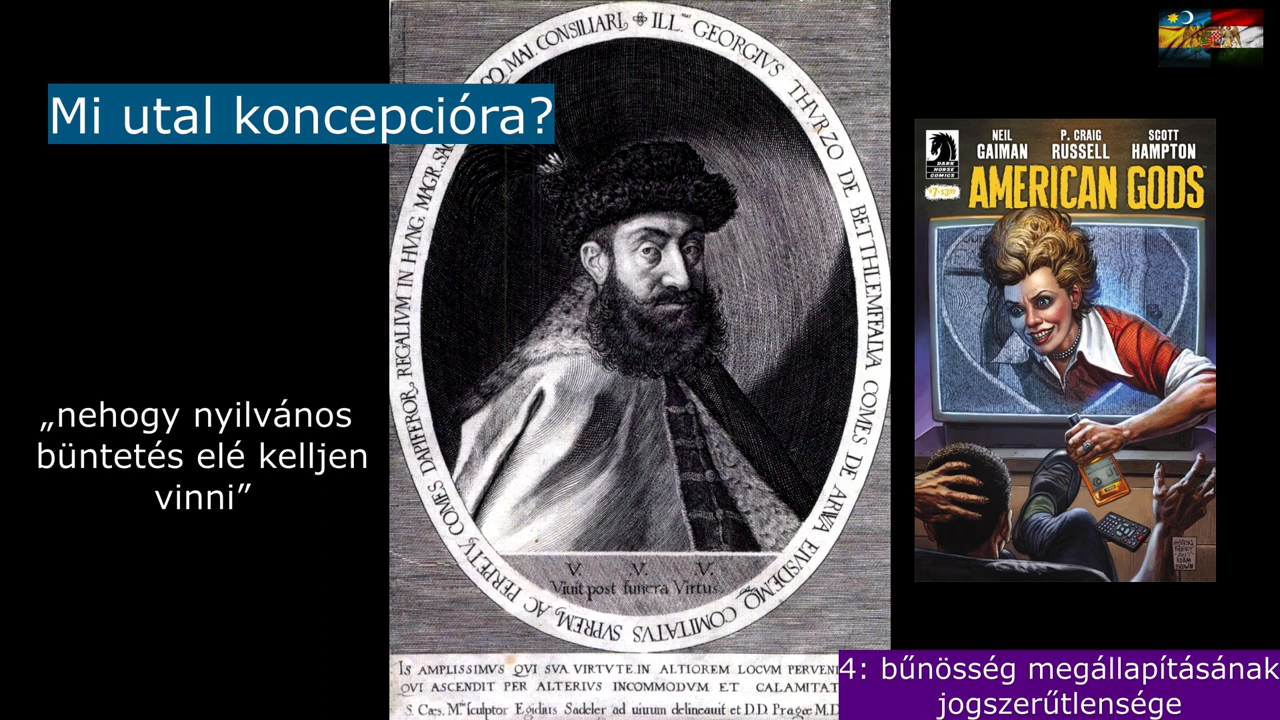 Mi utal koncepcióra?
„nehogy nyilvános
büntetés elé kelljen
vinni”
ILL. GEORGIVS THVRZO DE BETTHLEMFEALVA COMES DE ARWA EIVSDEMQ COMITATVS SVPREM, AC PERPETV, COMES, DAPIFEROR, REGALIVM IN HVNG. MAGR, MAI. CONSILIARI,
V. V. V.
Viuit post funera Virtus.
IS AMPLISSIMVS QVI SVA VIRTVTE IN ALTIOREM LOCVM PERVENI
QVI ASCENDIT PER ALTERIVS INCOMMODVM ET CALAMITAT
S. Cæs. M. sculptor Egidius Sadeler ad uiuum delineauit et D.D. Pragæ M.D
NEIL GAIMAN
P. CRAIG RUSSELL
SCOTT HAMPTON
DARK
HORSE
COMICS
AMERICAN GODS
4: bűnösség megállapításának
jogszerűtlensége